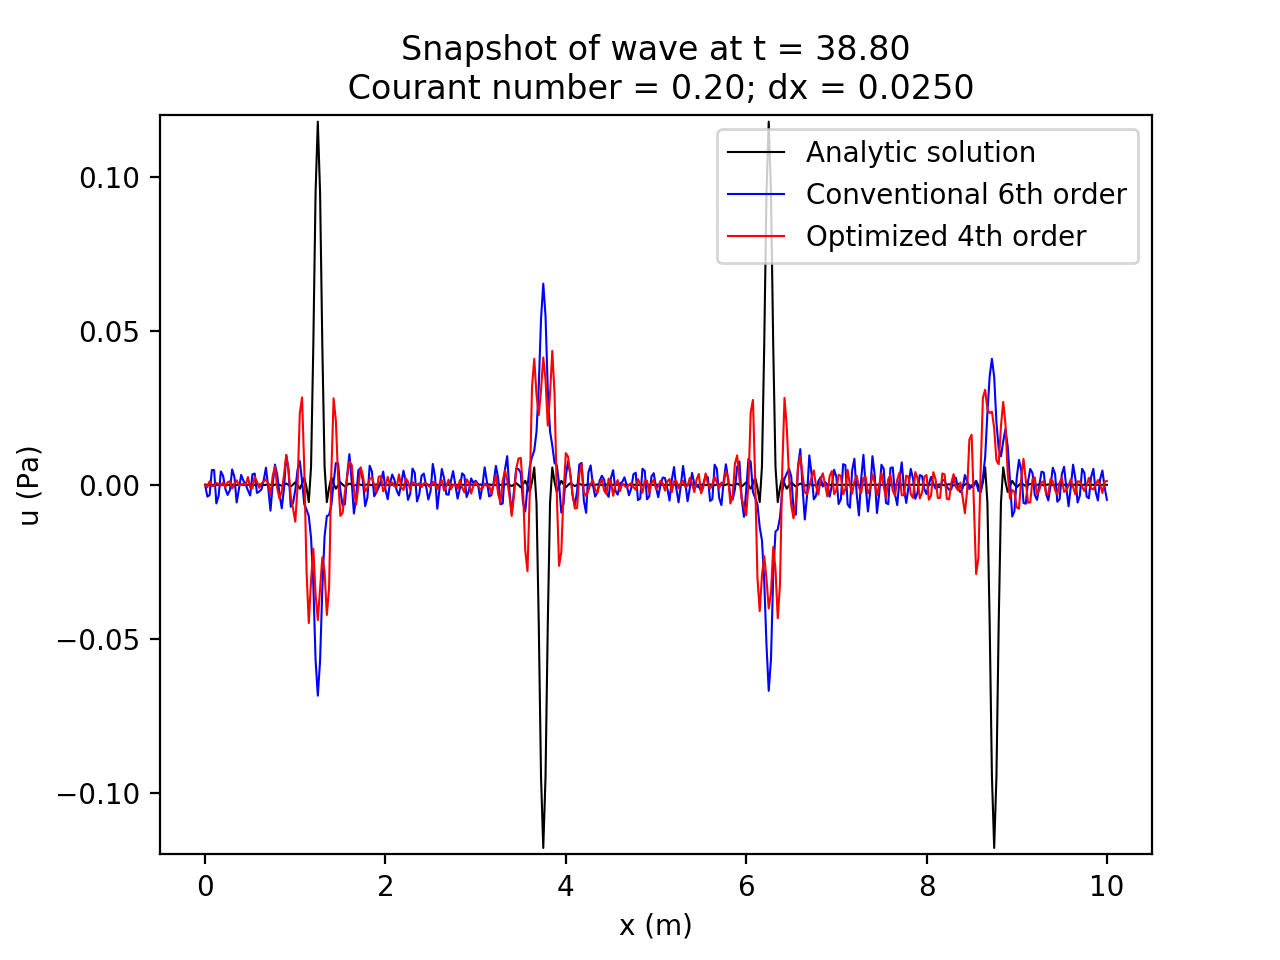 Snapshot of wave at t = 38.80
Courant number = 0.20; dx = 0.0250
Analytic solution
Conventional 6th order
Optimized 4th order
u (Pa)
0.10
0.05
0.00
−0.05
−0.10
0 2 4 6 8 10
x (m)